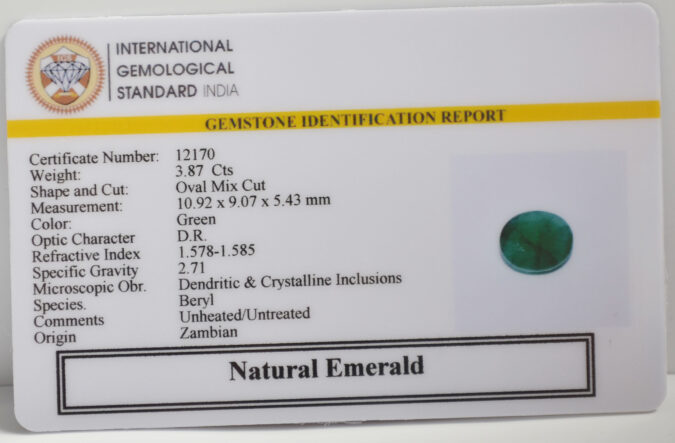 INTERNATIONAL
GEMOLOGICAL
STANDARD INDIA
GEMSTONE IDENTIFICATION REPORT
Certificate Number: 12170
Weight: 3.87 Cts
Shape and Cut: Oval Mix Cut
Measurement: 10.92 x 9.07 x 5.43 mm
Color: Green
Optic Character D.R.
Refractive Index 1.578-1.585
Specific Gravity 2.71
Microscopic Obr. Dendritic & Crystalline Inclusions
Species. Beryl
Comments Unheated/Untreated
Origin Zambian
Natural Emerald